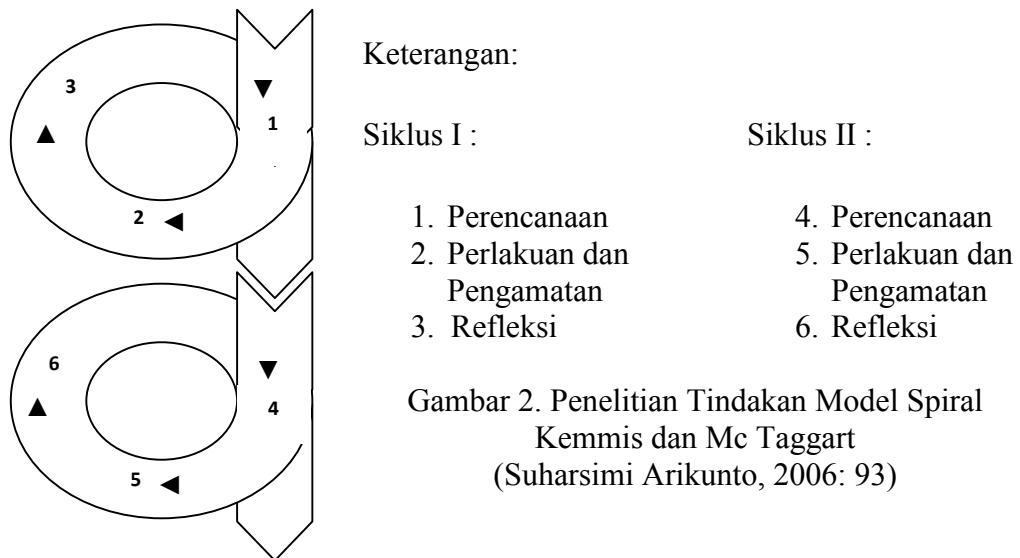 3
1
2
6
4
5
Keterangan:
Siklus I :
1. Perencanaan
2. Perlakuan dan
Pengamatan
3. Refleksi
Siklus II :
4. Perencanaan
5. Perlakuan dan
Pengamatan
6. Refleksi
Gambar 2. Penelitian Tindakan Model Spiral
Kemmis dan Mc Taggart
(Suharsimi Arikunto, 2006: 93)